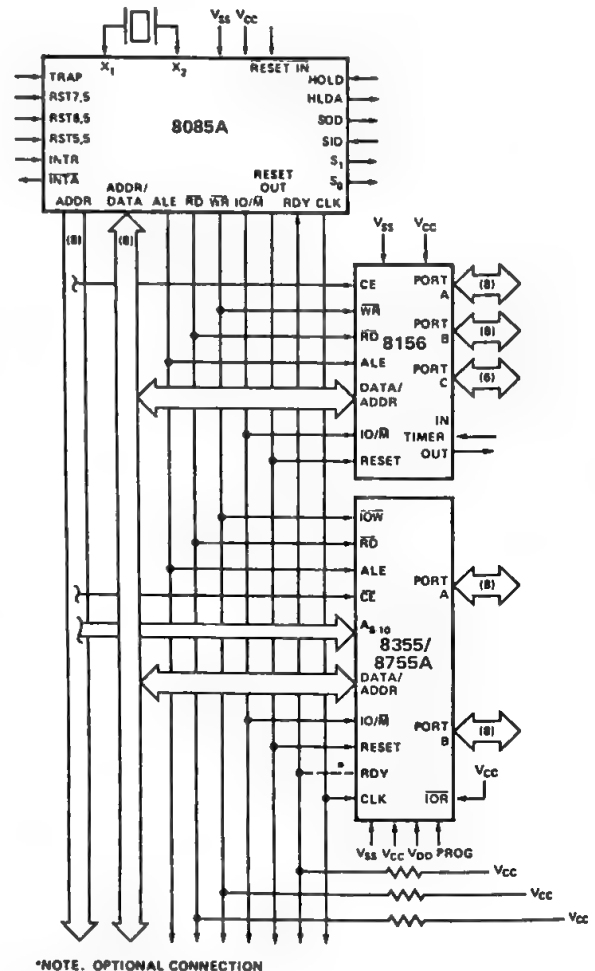 VSS VCC
X1 X2 RESET IN
TRAP HOLD
RST7,5 HLDA
RST6,5 8085A SOD
RST5,5 SID
INTR S1
INTA S0
ADDR ADDR/DATA ALE RD WR IO/M RESET OUT RDY CLK
(8) (8)
VSS VCC
CE PORT A (8)
WR
8156
RD PORT B (8)
ALE
DATA/ADDR PORT C (6)
IO/M IN
TIMER
RESET OUT
IOW
RD
ALE PORT A (8)
CE
A8-10
8355/
8755A
DATA/ADDR
IO/M PORT B (8)
RESET
* RDY VCC
CLK IOR
VSS VCC VDD PROG
VCC
VCC
VCC
*NOTE. OPTIONAL CONNECTION